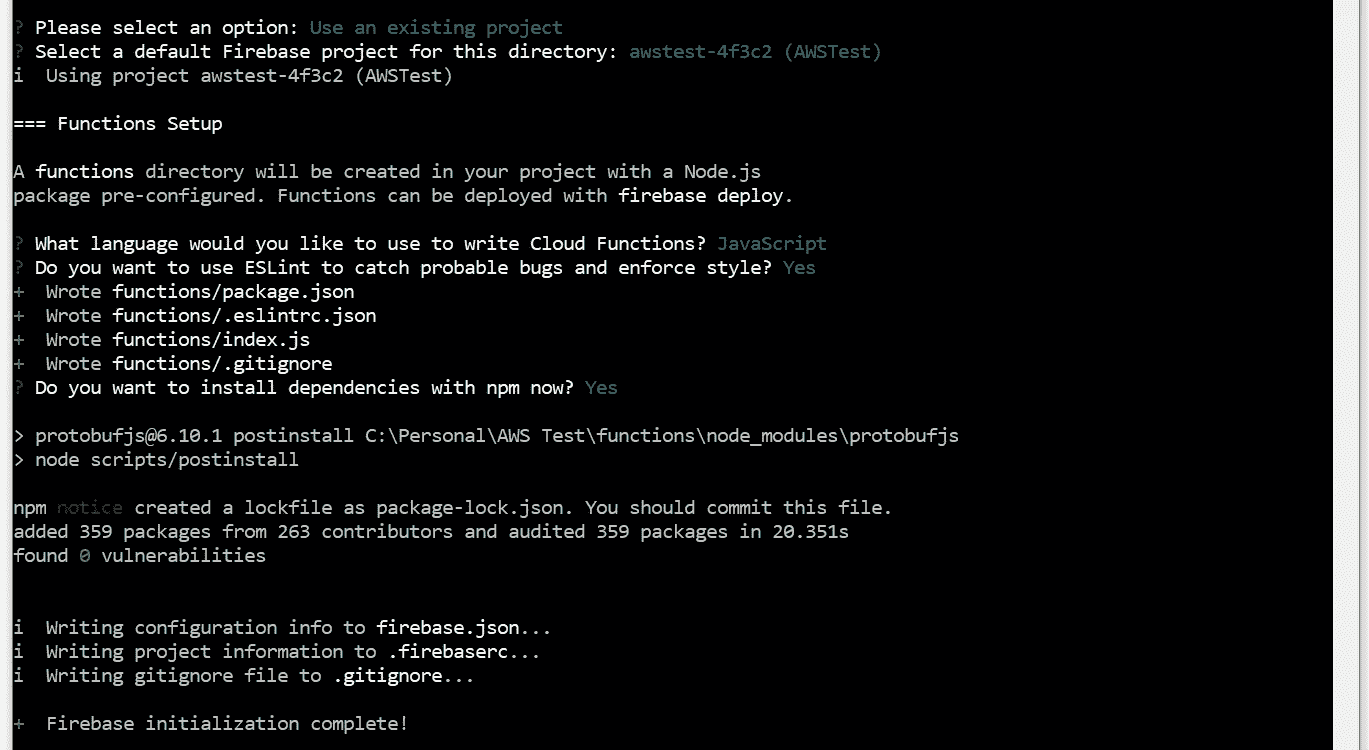 ? Please select an option: Use an existing project
? Select a default Firebase project for this directory: awstest-4f3c2 (AWSTest)
i  Using project awstest-4f3c2 (AWSTest)
=== Functions Setup
A functions directory will be created in your project with a Node.js
package pre-configured. Functions can be deployed with firebase deploy.
? What language would you like to use to write Cloud Functions? JavaScript
? Do you want to use ESLint to catch probable bugs and enforce style? Yes
+  Wrote functions/package.json
+  Wrote functions/.eslintrc.json
+  Wrote functions/index.js
+  Wrote functions/.gitignore
? Do you want to install dependencies with npm now? Yes
> protobufjs@6.10.1 postinstall C:\Personal\AWS Test\functions\node_modules\protobufjs
> node scripts/postinstall
npm notice created a lockfile as package-lock.json. You should commit this file.
added 359 packages from 263 contributors and audited 359 packages in 20.351s
found 0 vulnerabilities
i  Writing configuration info to firebase.json...
i  Writing project information to .firebaserc...
i  Writing gitignore file to .gitignore...
+  Firebase initialization complete!